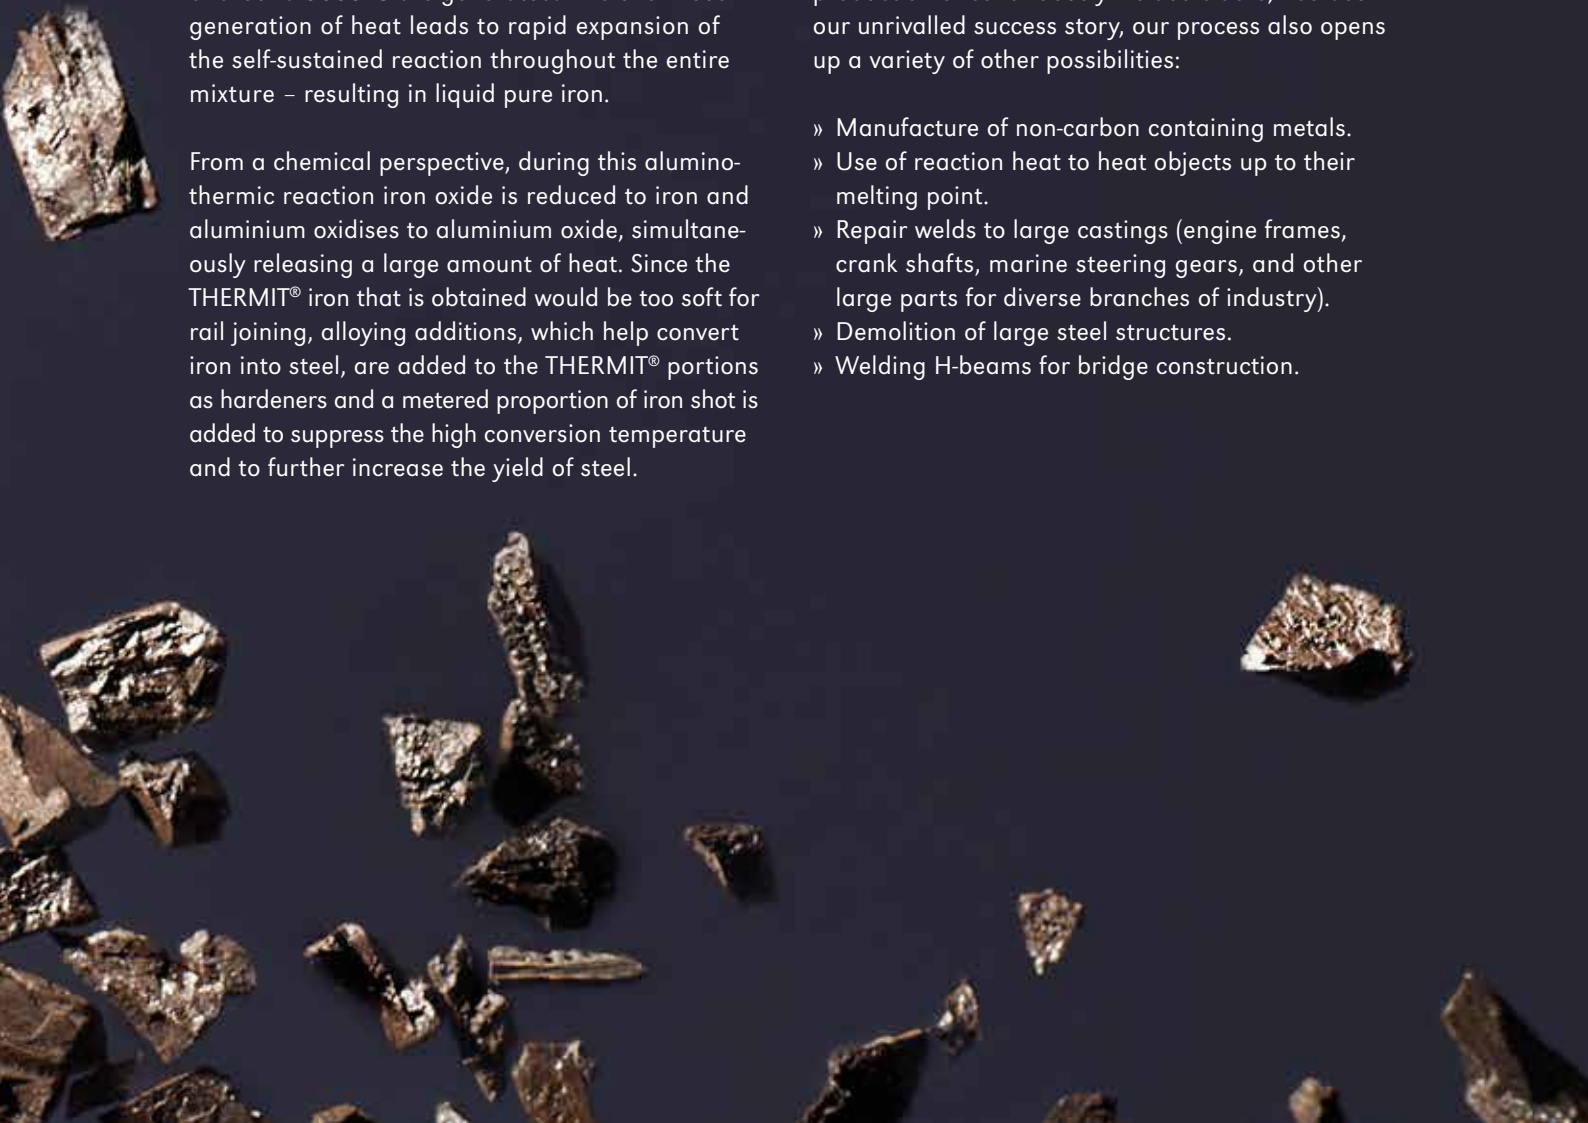 generation of heat leads to rapid expansion of
the self-sustained reaction throughout the entire
mixture – resulting in liquid pure iron.
From a chemical perspective, during this alumino-
thermic reaction iron oxide is reduced to iron and
aluminium oxidises to aluminium oxide, simultane-
ously releasing a large amount of heat. Since the
THERMIT® iron that is obtained would be too soft for
rail joining, alloying additions, which help convert
iron into steel, are added to the THERMIT® portions
as hardeners and a metered proportion of iron shot is
added to suppress the high conversion temperature
and to further increase the yield of steel.
our unrivalled success story, our process also opens
up a variety of other possibilities:
» Manufacture of non-carbon containing metals.
» Use of reaction heat to heat objects up to their
melting point.
» Repair welds to large castings (engine frames,
crank shafts, marine steering gears, and other
large parts for diverse branches of industry).
» Demolition of large steel structures.
» Welding H-beams for bridge construction.